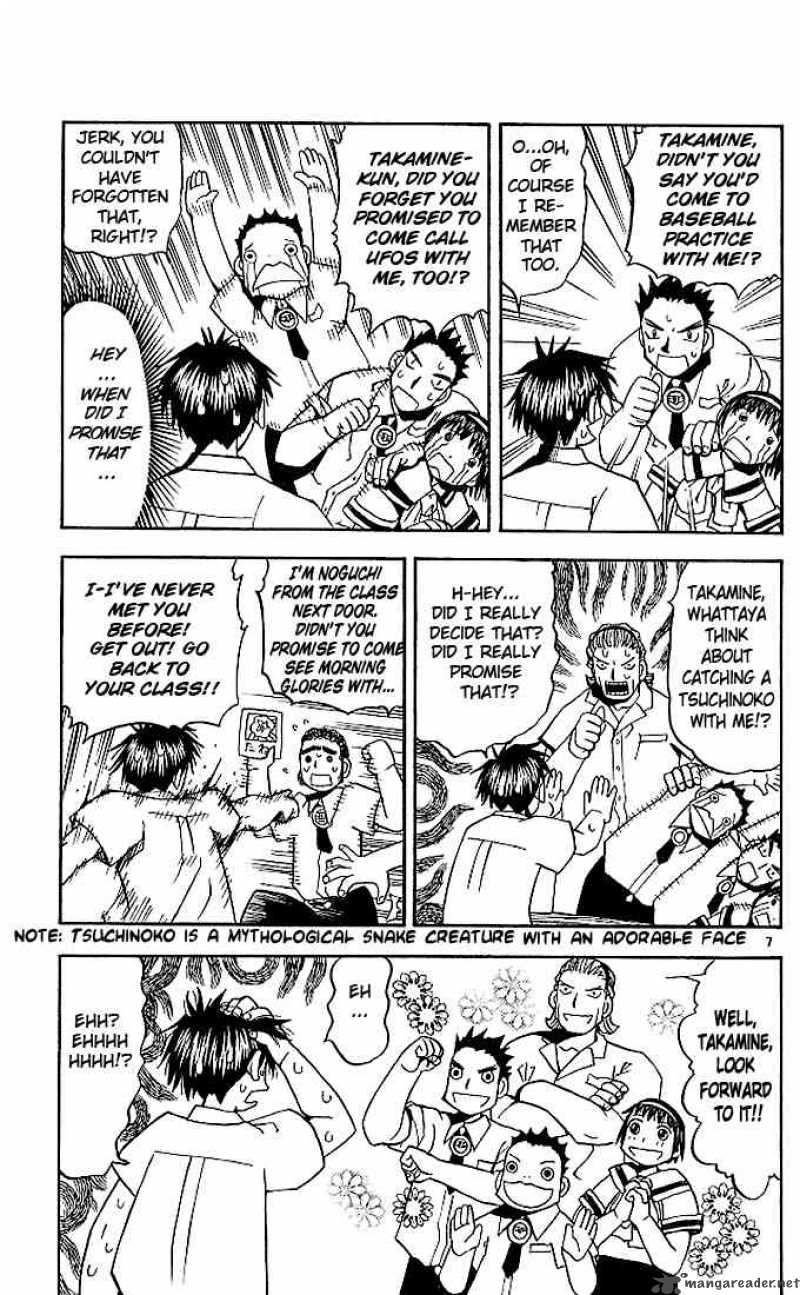 TAKAMINE,
DIDN'T YOU
SAY YOU'D
COME TO
BASEBALL
PRACTICE
WITH ME!?
O...OH,
OF
COURSE
I RE-
MEMBER
THAT
TOO.
TAKAMINE-
KUN, DID YOU
FORGET YOU
PROMISED TO
COME CALL
UFOS WITH
ME, TOO!?
JERK, YOU
COULDN'T
HAVE
FORGOTTEN
THAT,
RIGHT!?
HEY
...
WHEN
DID I
PROMISE
THAT
...
TAKAMINE,
WHATTAYA
THINK
ABOUT
CATCHING A
TSUCHINOKO
WITH ME!?
H-HEY...
DID I REALLY
DECIDE THAT?
DID I REALLY
PROMISE
THAT!?
I'M NOGUCHI
FROM THE CLASS
NEXT DOOR.
DIDN'T YOU
PROMISE TO COME
SEE MORNING
GLORIES WITH...
I-I'VE NEVER
MET YOU
BEFORE!
GET OUT! GO
BACK TO
YOUR CLASS!!
NOTE: TSUCHINOKO IS A MYTHOLOGICAL SNAKE CREATURE WITH AN ADORABLE FACE
7
WELL,
TAKAMINE,
LOOK
FORWARD
TO IT!!
EH
...
EHH?
EHHHH
HHHH!?
mangareader.net